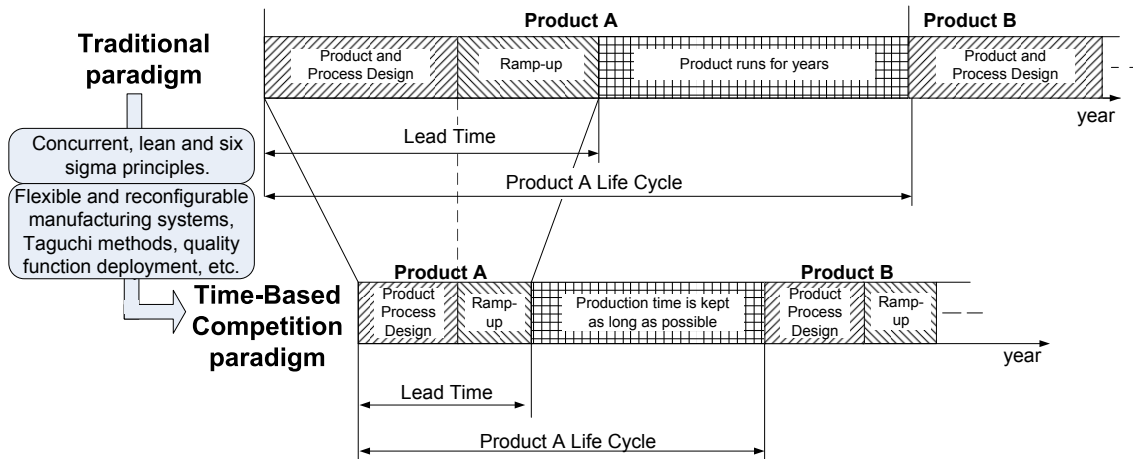 Product A
Product B
Traditional
paradigm
Product and
Process Design
Ramp-up
Product runs for years
Product and
Process Design
year
Lead Time
Product A Life Cycle
Concurrent, lean and six
sigma principles.
Flexible and reconfigurable
manufacturing systems,
Taguchi methods, quality
function deployment, etc.
Time-Based
Competition
paradigm
Product A
Product B
Product
Process
Design
Ramp-
up
Production time is kept
as long as possible
Product
Process
Design
Ramp-
up
year
Lead Time
Product A Life Cycle